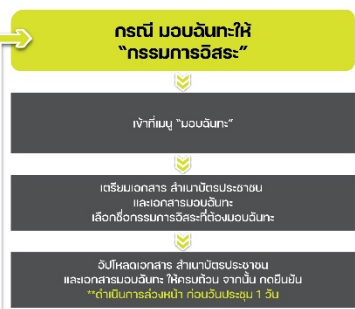 กรณี มอบฉันทะให้
“กรรมการอิสระ”
เข้าที่เมนู “มอบฉันทะ”
เตรียมเอกสาร สำเนาบัตรประชาชน
และเอกสารมอบฉันทะ
เลือกชื่อกรรมการอิสระที่ต้องมอบฉันทะ
อัปโหลดเอกสาร สำเนาบัตรประชาชน
และเอกสารมอบฉันทะ ให้ครบถ้วน จากนั้น กดยืนยัน
**ดำเนินการล่วงหน้า ก่อนวันประชุม 1 วัน